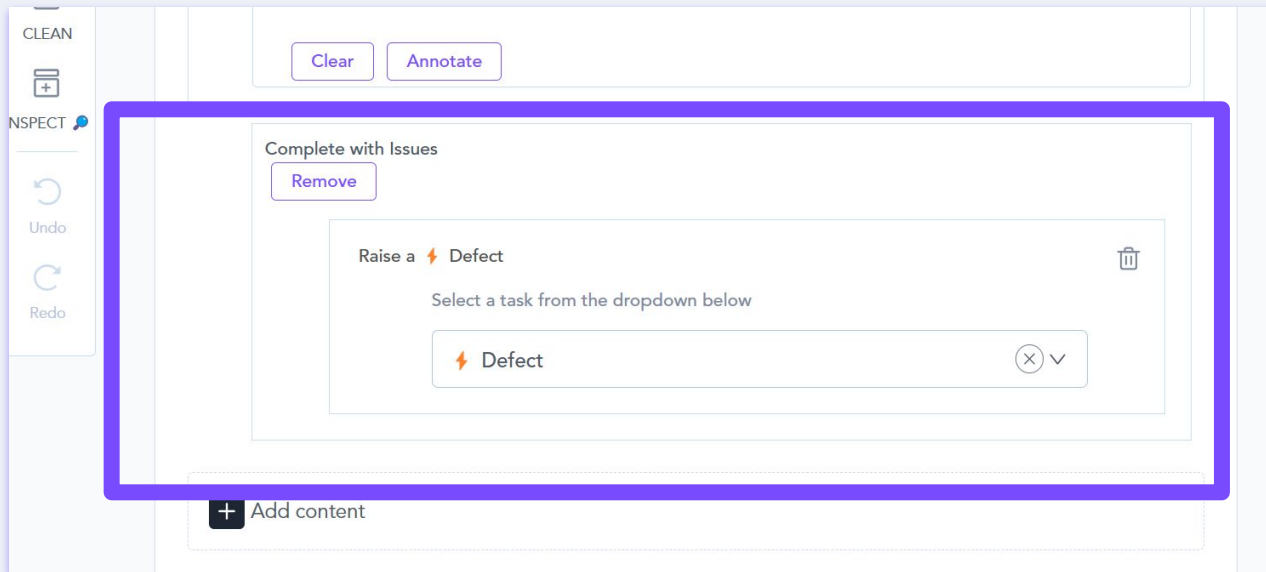 CLEAN
NSPECT
Undo
Redo
Clear
Annotate
Complete with Issues
Remove
Raise a Defect
Select a task from the dropdown below
Defect
Add content